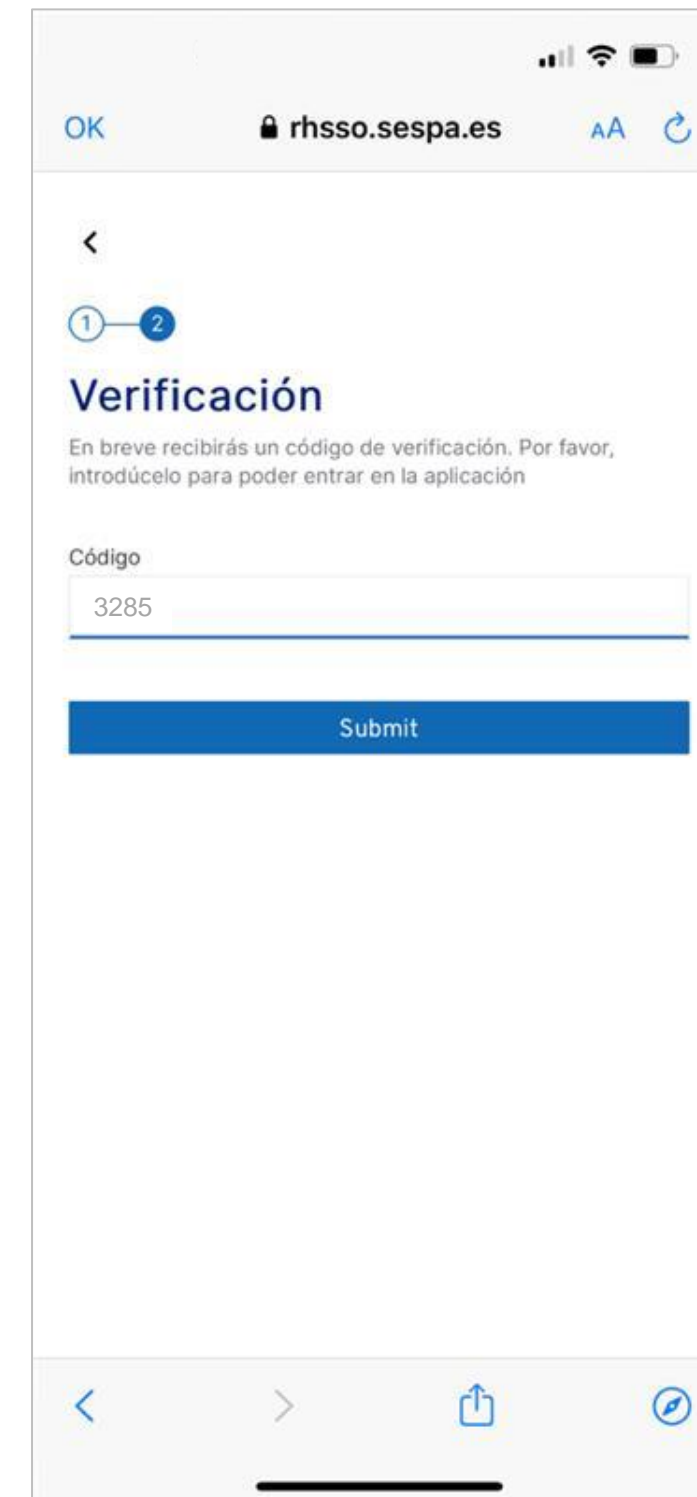 OK
rhsso.sespa.es
AA
1
2
Verificación
En breve recibirás un código de verificación. Por favor,
introdúcelo para poder entrar en la aplicación
Código
3285
Submit